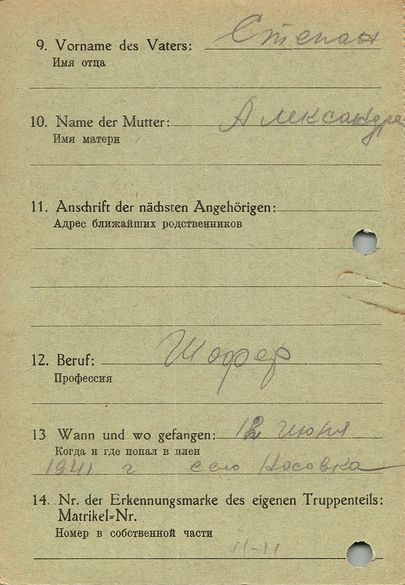 9. Vorname des Vaters: Степан
Имя отца
10. Name der Mutter: Александра
Имя матери
11. Anschrift der nächsten Angehörigen:
Адрес ближайших родственников
12. Beruf: Шофер
Профессия
13 Wann und wo gefangen: 12 июня
Когда и где попал в плен
1941 г село Носовка
14. Nr. der Erkennungsmarke des eigenen Truppenteils:
Matrikel-Nr.
Номер в собственной части
11-11